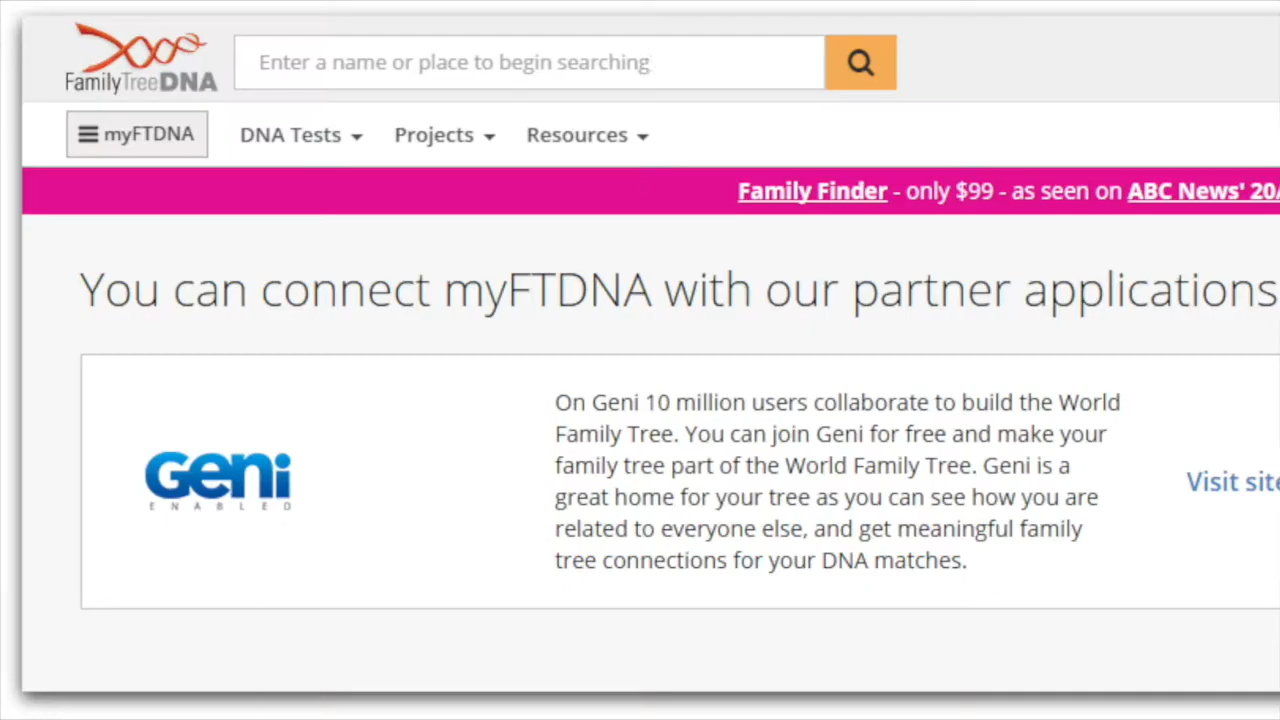 FamilyTreeDNA
Enter a name or place to begin searching
myFTDNA
DNA Tests
Projects
Resources
Family Finder - only $99 - as seen on ABC News' 20/
You can connect myFTDNA with our partner applications
Geni
ENABLED
On Geni 10 million users collaborate to build the World
Family Tree. You can join Geni for free and make your
family tree part of the World Family Tree. Geni is a
great home for your tree as you can see how you are
related to everyone else, and get meaningful family
tree connections for your DNA matches.
Visit site